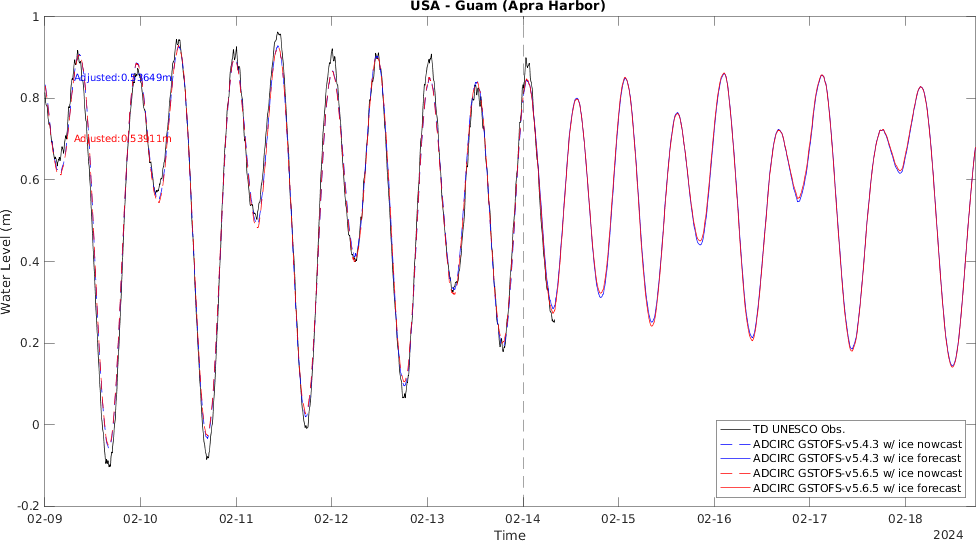 USA - Guam (Apra Harbor)
1
0.8
0.6
0.4
0.2
0
-0.2
Water Level (m)
Adjusted:0.53649m
Adjusted:0.53911m
TD UNESCO Obs.
ADCIRC GSTOFS-v5.4.3 w/ ice nowcast
ADCIRC GSTOFS-v5.4.3 w/ ice forecast
ADCIRC GSTOFS-v5.6.5 w/ ice nowcast
ADCIRC GSTOFS-v5.6.5 w/ ice forecast
02-09 02-10 02-11 02-12 02-13 02-14 02-15 02-16 02-17 02-18
Time
2024